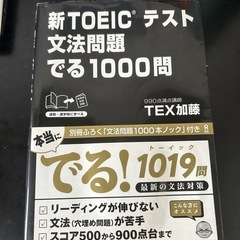 新TOEIC® テスト
文法問題
でる1000問
990点満点講師
TEX加藤
別冊ふろく「文法問題1000本ノック」付き
本当に
でる!
トーイック
1019問
最新の文法対策
リーディングが伸びない
文法(穴埋め問題)が苦手
スコア500から900点台まで
こんな方に
オススメ